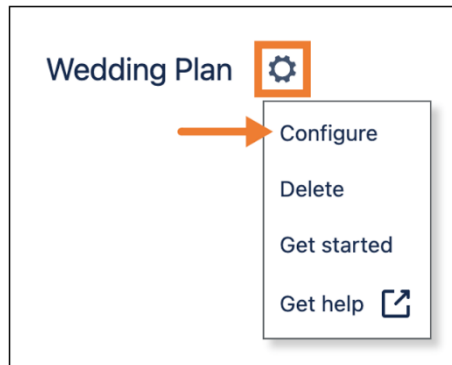 Wedding Plan
Configure
Delete
Get started
Get help